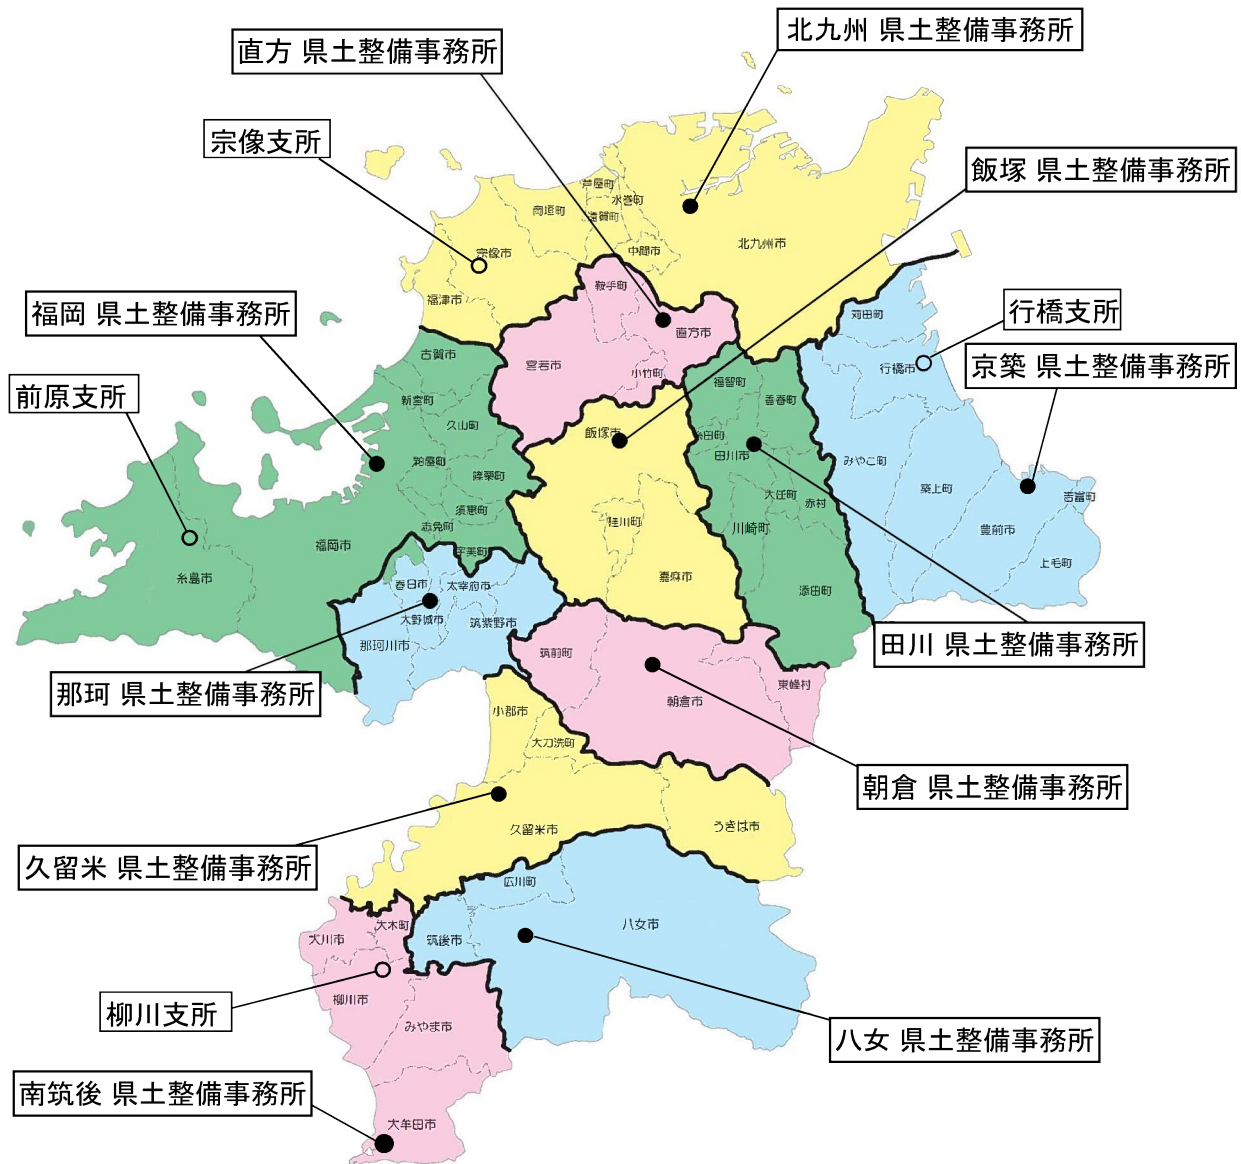 北九州 県土整備事務所
直方 県土整備事務所
宗像支所
飯塚 県土整備事務所
芦屋町
水巻町
岡垣町
遠賀町
北九州市
中間市
宗像市
鞍手町
福津市
福岡 県土整備事務所
行橋支所
苅田町
直方市
古賀市
宮若市
小竹町
行橋市
京築 県土整備事務所
前原支所
福智町
香春町
新宮町
久山町
飯塚市
糸田町
田川市
みやこ町
粕屋町
篠栗町
築上町
大任町
赤村
吉富町
須恵町
志免町
桂川町
川崎町
豊前市
福岡市
宇美町
上毛町
糸島市
春日市
太宰府市
嘉麻市
添田町
大野城市
筑紫野市
那珂川市
田川 県土整備事務所
筑前町
東峰村
那珂 県土整備事務所
朝倉市
小郡市
大刀洗町
朝倉 県土整備事務所
久留米市
うきは市
久留米 県土整備事務所
広川町
八女市
大木町
大川市
筑後市
柳川市
柳川支所
みやま市
八女 県土整備事務所
南筑後 県土整備事務所
大牟田市